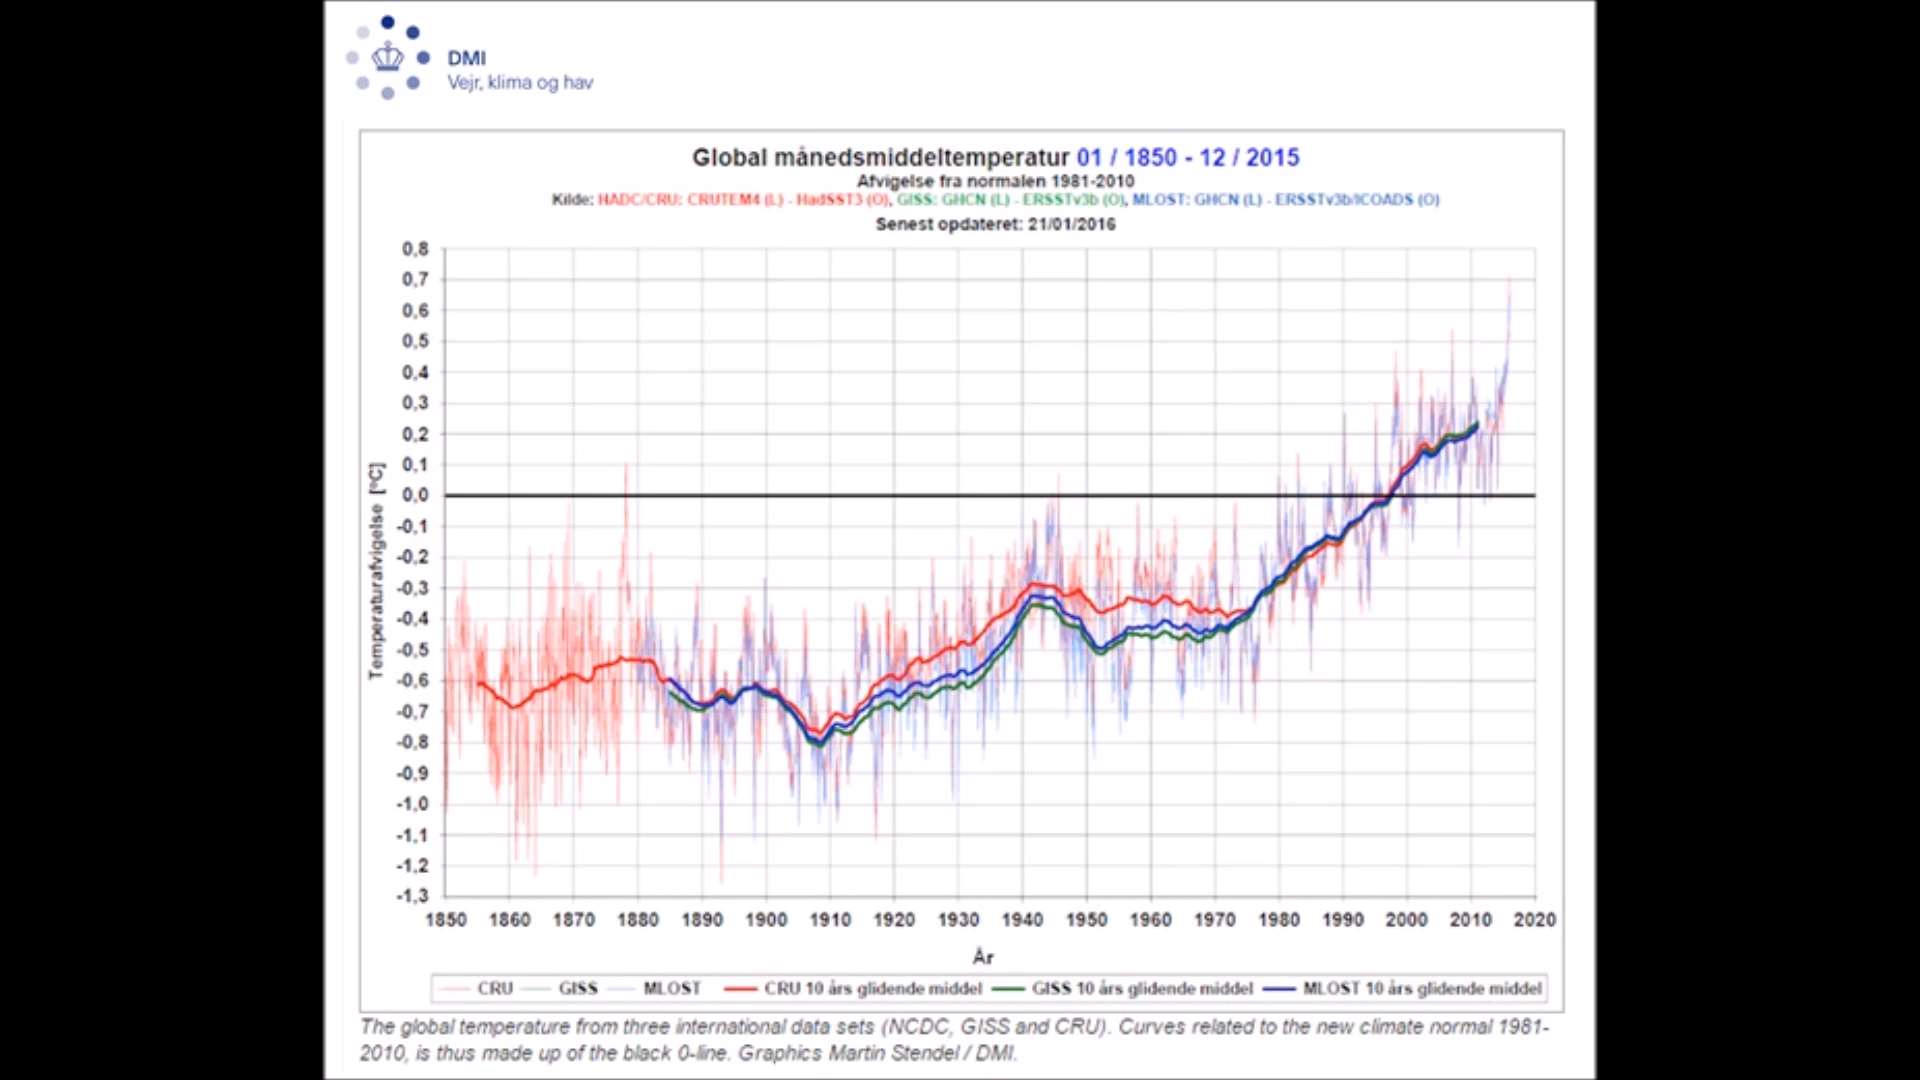 DMI
Vejr, klima og hav
Global månedsmiddeltemperatur 01 / 1850 - 12 / 2015
Afvigelse fra normalen 1981-2010
Kilde: HADC/CRU: CRUTEM4 (L) - HadSST3 (O), GISS: GHCN (L) - ERSSTv3b (O), MLOST: GHCN (L) - ERSSTv3b/ICOADS (O)
Senest opdateret: 21/01/2016
0,8
0,7
0,6
0,5
0,4
0,3
0,2
0,1
0,0
-0,1
-0,2
-0,3
-0,4
-0,5
-0,6
-0,7
-0,8
-0,9
-1,0
-1,1
-1,2
-1,3
Temperaturafvigelse [°C]
1850 1860 1870 1880 1890 1900 1910 1920 1930 1940 1950 1960 1970 1980 1990 2000 2010 2020
År
CRU GISS MLOST CRU 10 års glidende middel GISS 10 års glidende middel MLOST 10 års glidende middel
The global temperature from three international data sets (NCDC, GISS and CRU). Curves related to the new climate normal 1981-
2010, is thus made up of the black 0-line. Graphics Martin Stendel / DMI.